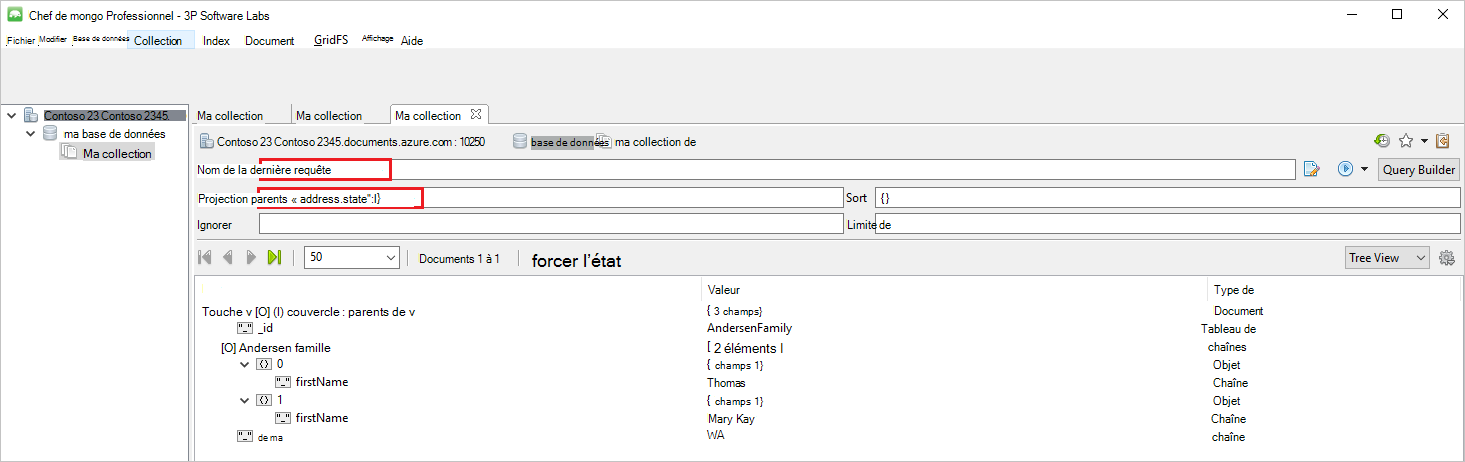 Chef de mongo Professionnel - 3P Software Labs
Fichier Modifier Base de données Collection Index Document GridFS Affichage Aide
Contoso 23 Contoso 2345.
ma base de données
Ma collection
Ma collection Ma collection Ma collection
Contoso 23 Contoso 2345.documents.azure.com : 10250 base de données ma collection de
Nom de la dernière requête Query Builder
Projection parents « address.state":I} Sort {}
Ignorer Limite de
50 Documents 1 à 1 forcer l'état Tree View
Valeur Type de
Touche v [O] (I) couvercle : parents de v { 3 champs} Document
_id AndersenFamily Tableau de
[O] Andersen famille [ 2 éléments I chaînes
0 { champs 1} Objet
firstName Thomas Chaîne
1 { champs 1} Objet
firstName Mary Kay Chaîne
de ma WA chaîne